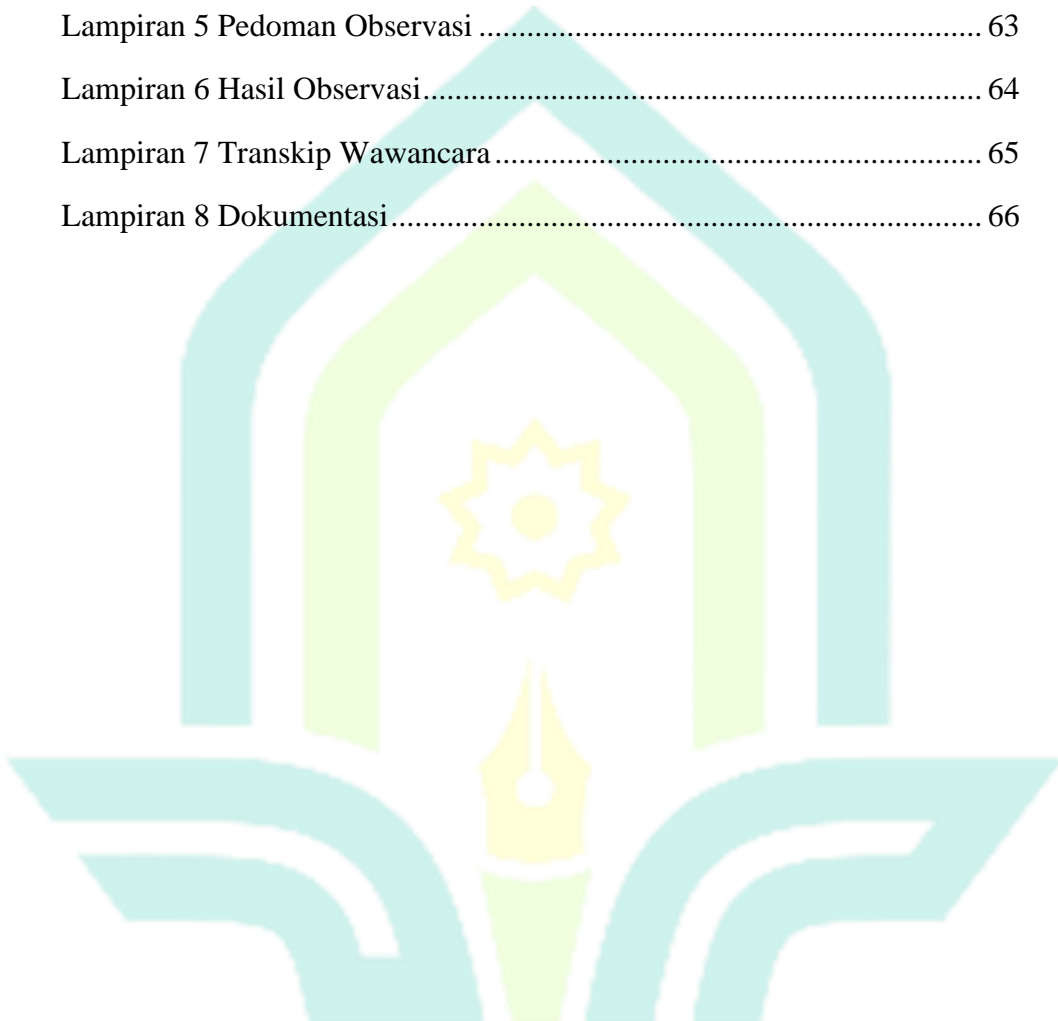 Lampiran 5 Pedoman Observasi ................................................................ 63
Lampiran 6 Hasil Observasi...................................................................... 64
Lampiran 7 Transkip Wawancara ............................................................. 65
Lampiran 8 Dokumentasi.......................................................................... 66